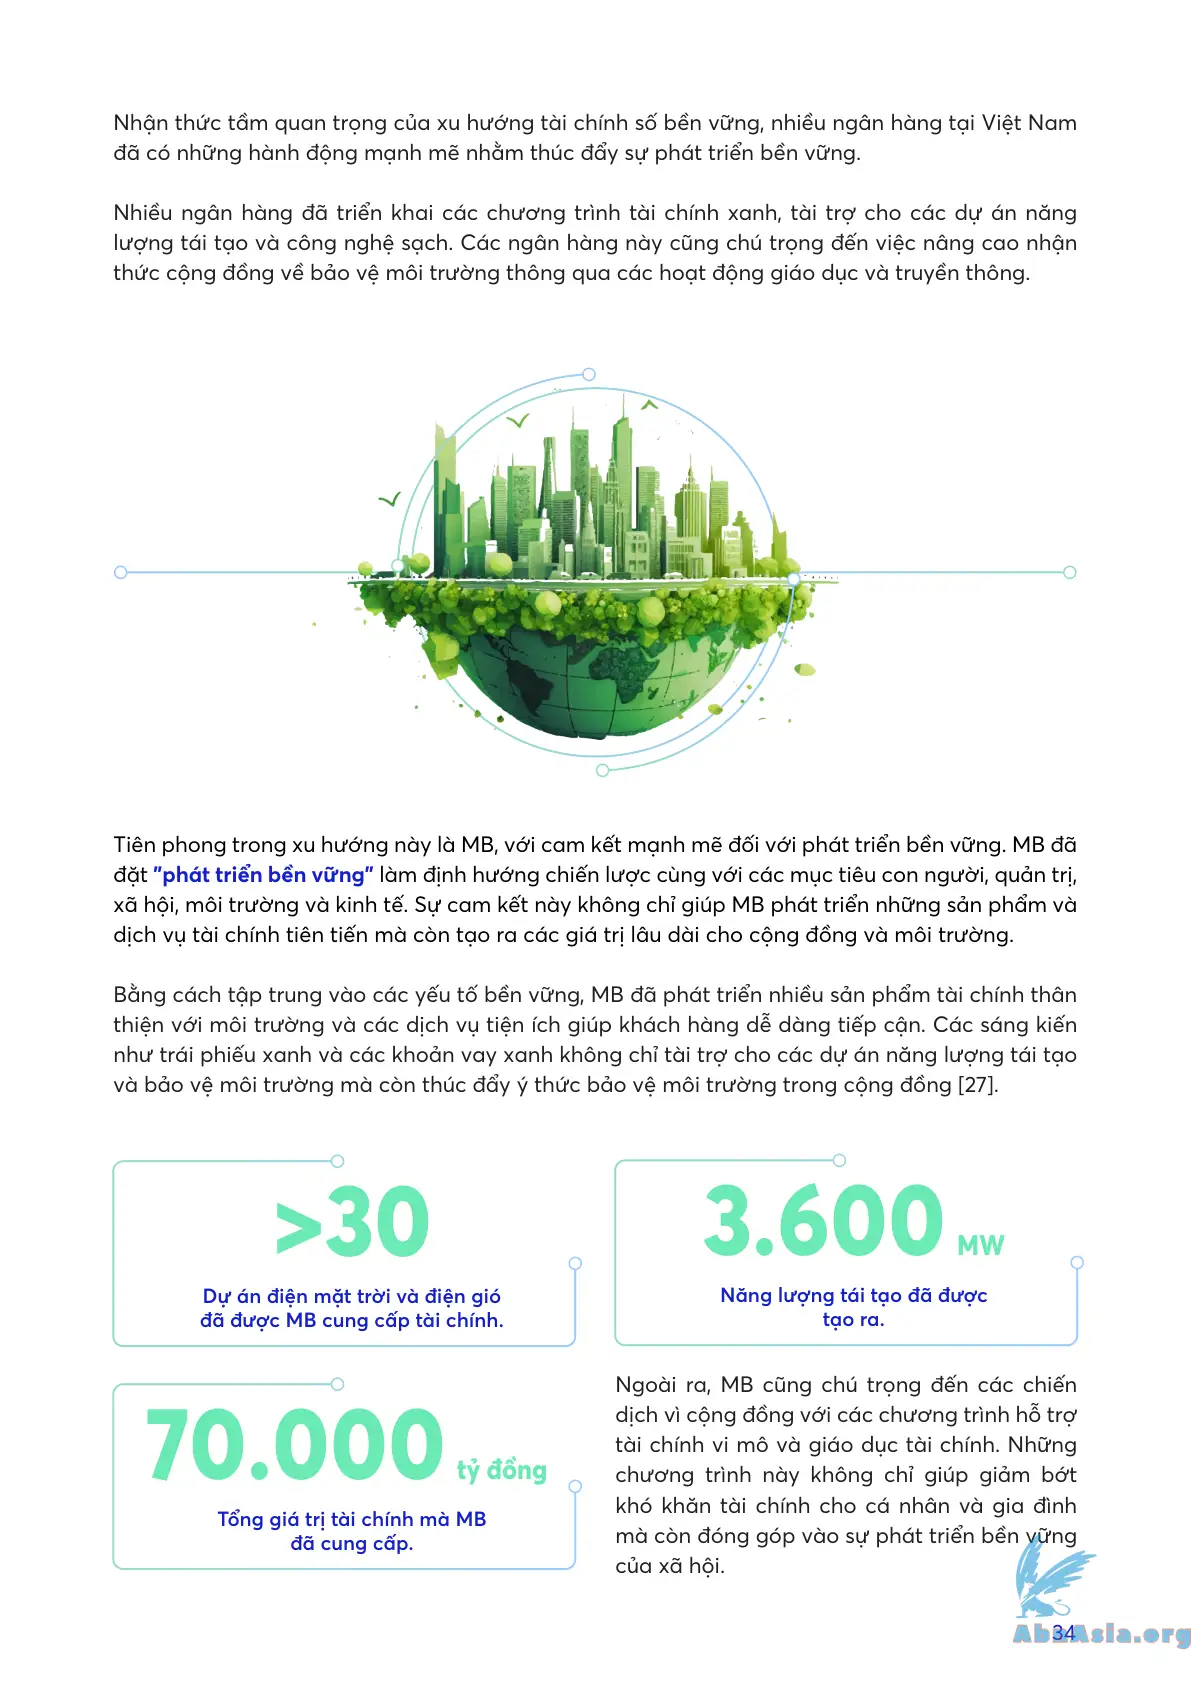 Nhận thức tầm quan trọng của xu hướng tài chính số bền vững, nhiều ngân hàng tại Việt Nam
đã có những hành động mạnh mẽ nhằm thúc đẩy sự phát triển bền vững.
Nhiều ngân hàng đã triển khai các chương trình tài chính xanh, tài trợ cho các dự án năng
lượng tái tạo và công nghệ sạch. Các ngân hàng này cũng chú trọng đến việc nâng cao nhận
thức cộng đồng về bảo vệ môi trường thông qua các hoạt động giáo dục và truyền thông.
Tiên phong trong xu hướng này là MB, với cam kết mạnh mẽ đối với phát triển bền vững. MB đã
đặt "phát triển bền vững" làm định hướng chiến lược cùng với các mục tiêu con người, quản trị,
xã hội, môi trường và kinh tế. Sự cam kết này không chỉ giúp MB phát triển những sản phẩm và
dịch vụ tài chính tiên tiến mà còn tạo ra các giá trị lâu dài cho cộng đồng và môi trường.
Bằng cách tập trung vào các yếu tố bền vững, MB đã phát triển nhiều sản phẩm tài chính thân
thiện với môi trường và các dịch vụ tiện ích giúp khách hàng dễ dàng tiếp cận. Các sáng kiến
như trái phiếu xanh và các khoản vay xanh không chỉ tài trợ cho các dự án năng lượng tái tạo
và bảo vệ môi trường mà còn thúc đẩy ý thức bảo vệ môi trường trong cộng đồng [27].
>30
Dự án điện mặt trời và điện gió
đã được MB cung cấp tài chính.
3.600 MW
Năng lượng tái tạo đã được
tạo ra.
70.000 tỷ đồng
Tổng giá trị tài chính mà MB
đã cung cấp.
Ngoài ra, MB cũng chú trọng đến các chiến
dịch vì cộng đồng với các chương trình hỗ trợ
tài chính vi mô và giáo dục tài chính. Những
chương trình này không chỉ giúp giảm bớt
khó khăn tài chính cho cá nhân và gia đình
mà còn đóng góp vào sự phát triển bền vững
của xã hội.
34